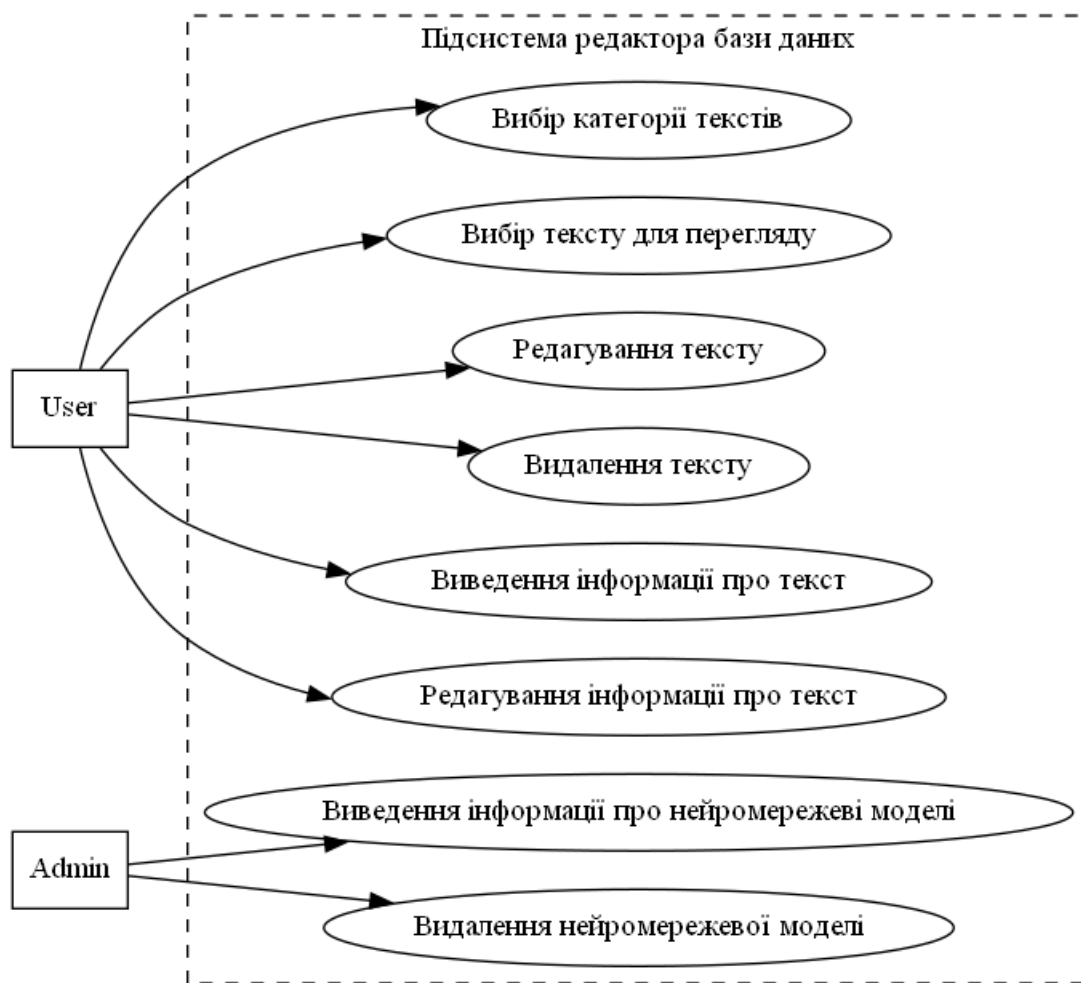 Підсистема редактора бази даних
Вибір категорії текстів
Вибір тексту для перегляду
Редагування тексту
User
Видалення тексту
Виведення інформації про текст
Редагування інформації про текст
Виведення інформації про нейромережеві моделі
Admin
Видалення нейромережевої моделі